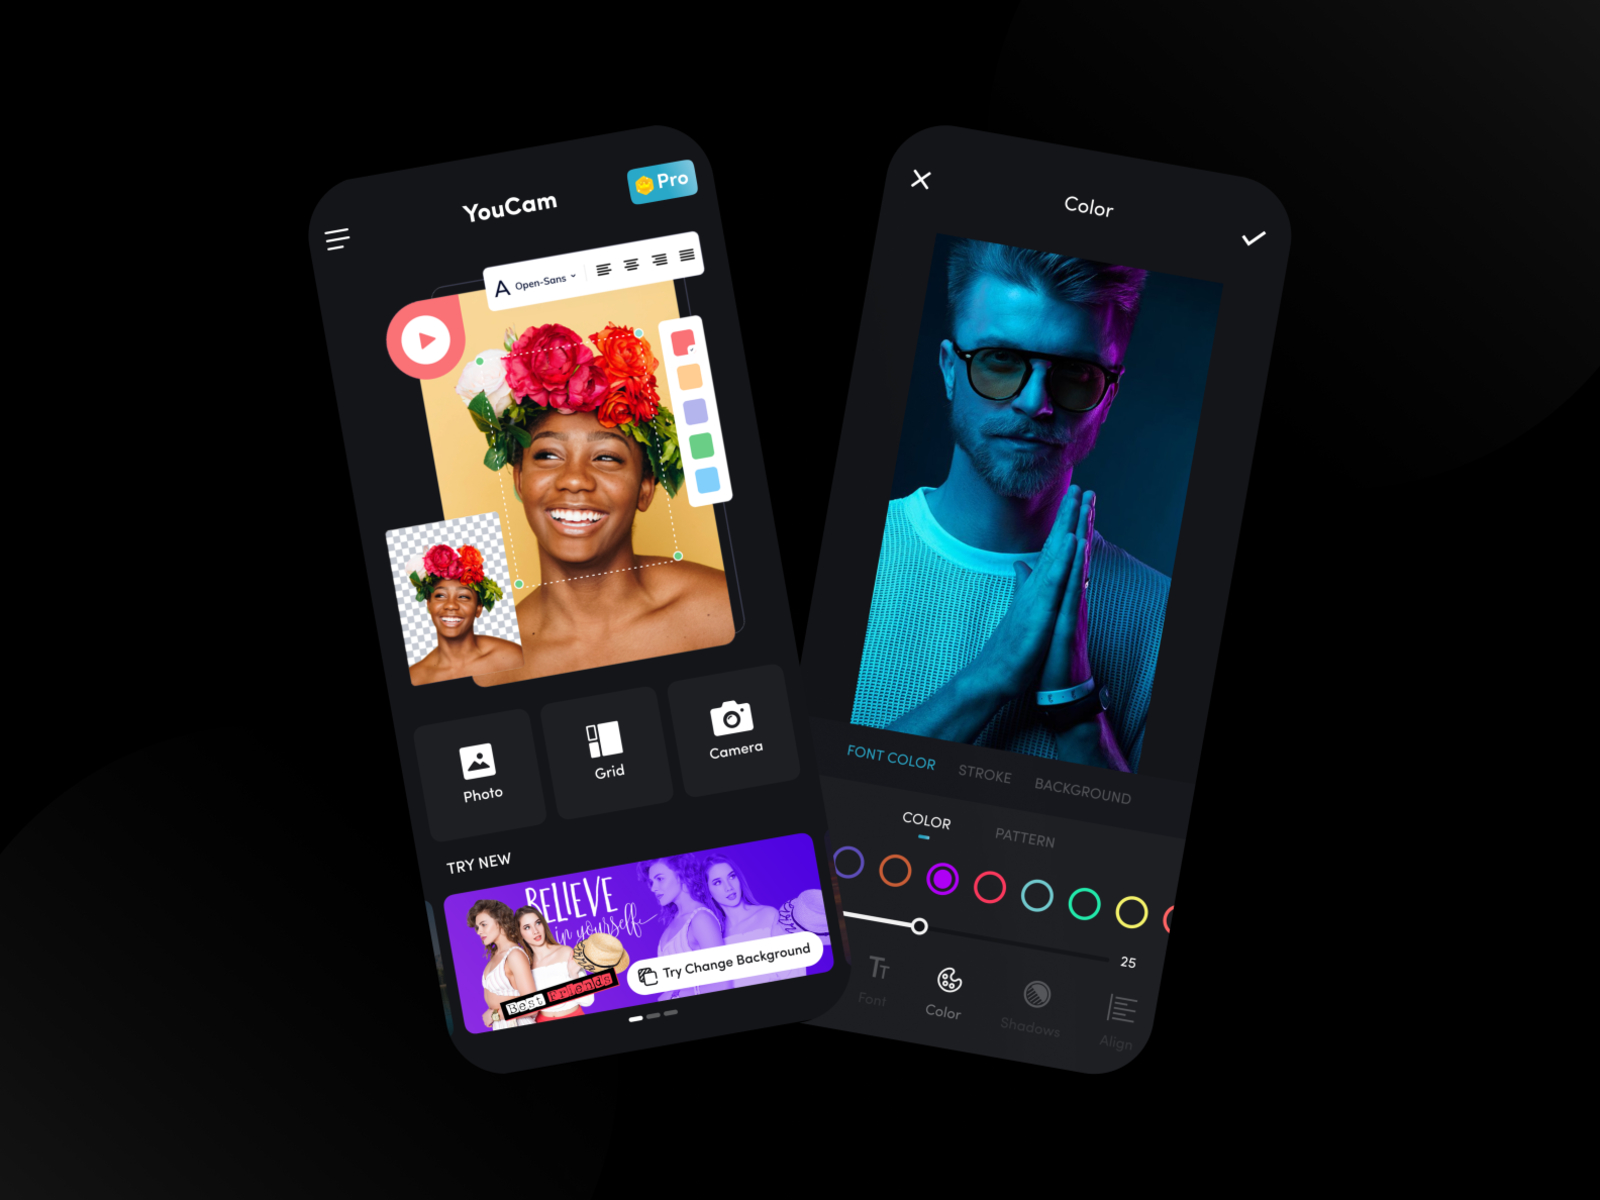 YouCam
Pro
A Open-Sans
Photo
Grid
Camera
TRY NEW
BELIEVE
in yourself
Best Friends
Try Change Background
Color
FONT COLOR STROKE BACKGROUND
COLOR PATTERN
25
TT
Font
Color
Shadows
Align